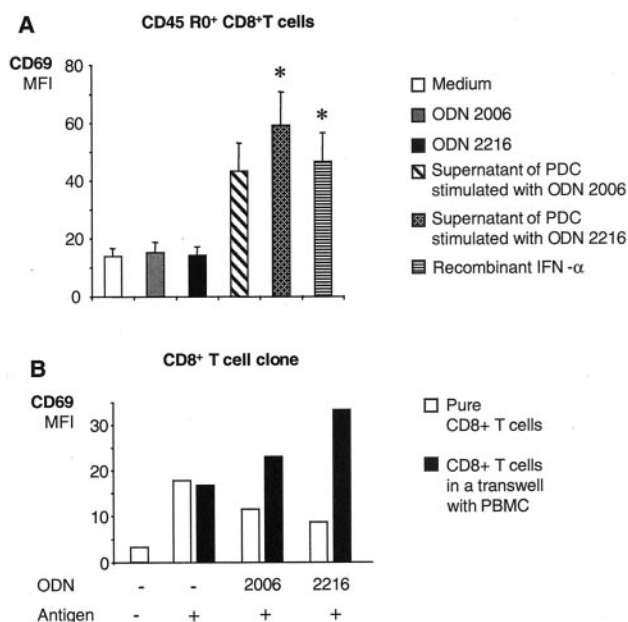 A
CD45 R0⁺ CD8⁺T cells
CD69
MFI
80
60
40
20
0
*
*
Medium
ODN 2006
ODN 2216
Supernatant of PDC
stimulated with ODN 2006
Supernatant of PDC
stimulated with ODN 2216
Recombinant IFN -α
B
CD8⁺ T cell clone
CD69
MFI
30
20
10
0
Pure
CD8+ T cells
CD8+ T cells
in a transwell
with PBMC
ODN - - 2006 2216
Antigen - + + +